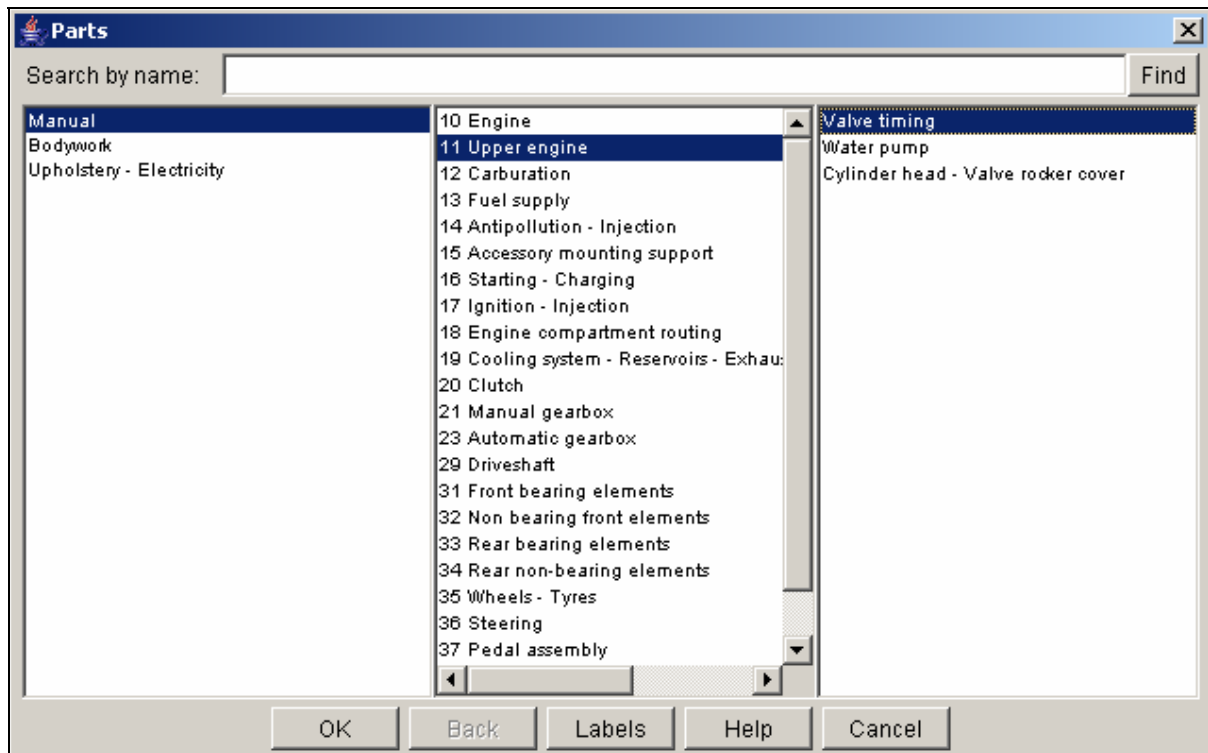 Parts
Search by name:
Find
Manual
Bodywork
Upholstery - Electricity
10 Engine
11 Upper engine
12 Carburation
13 Fuel supply
14 Antipollution - Injection
15 Accessory mounting support
16 Starting - Charging
17 Ignition - Injection
18 Engine compartment routing
19 Cooling system - Reservoirs - Exhau
20 Clutch
21 Manual gearbox
23 Automatic gearbox
29 Driveshaft
31 Front bearing elements
32 Non bearing front elements
33 Rear bearing elements
34 Rear non-bearing elements
35 Wheels - Tyres
36 Steering
37 Pedal assembly
Valve timing
Water pump
Cylinder head - Valve rocker cover
OK
Back
Labels
Help
Cancel